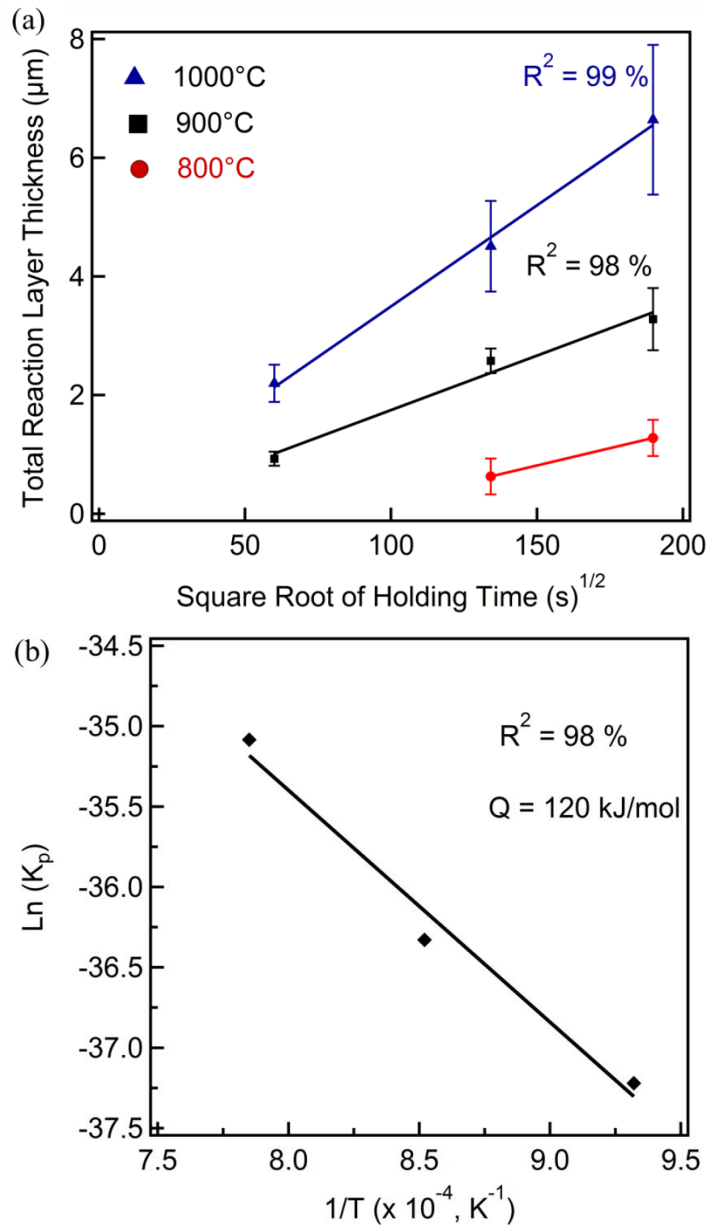 (a)
8
6
4
2
0
Total Reaction Layer Thickness (µm)
1000°C
900°C
800°C
R² = 99 %
R² = 98 %
0
50
100
150
200
Square Root of Holding Time (s)^1/2
(b)
-34.5
-35.0
-35.5
-36.0
-36.5
-37.0
-37.5
Ln (Kₚ)
R² = 98 %
Q = 120 kJ/mol
7.5
8.0
8.5
9.0
9.5
1/T (x 10⁻⁴, K⁻¹)